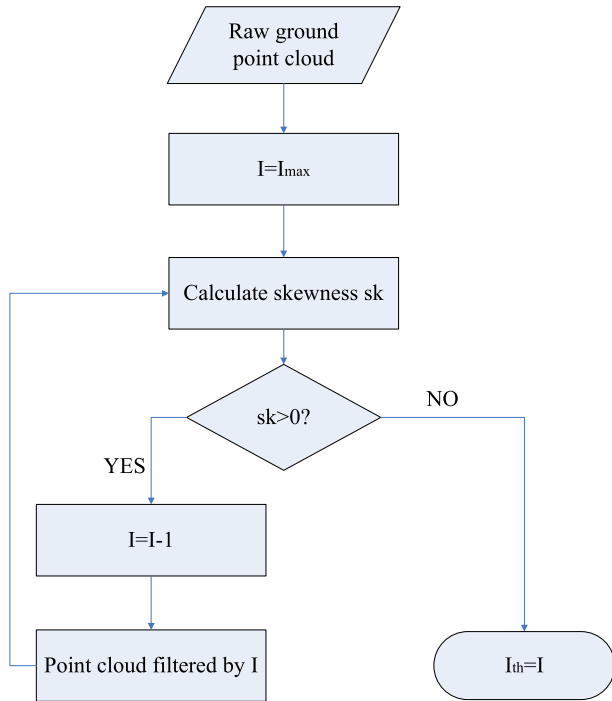 Raw ground
point cloud
I=Imax
Calculate skewness sk
sk>0?
NO
YES
I=I-1
Point cloud filtered by I
Ith=I